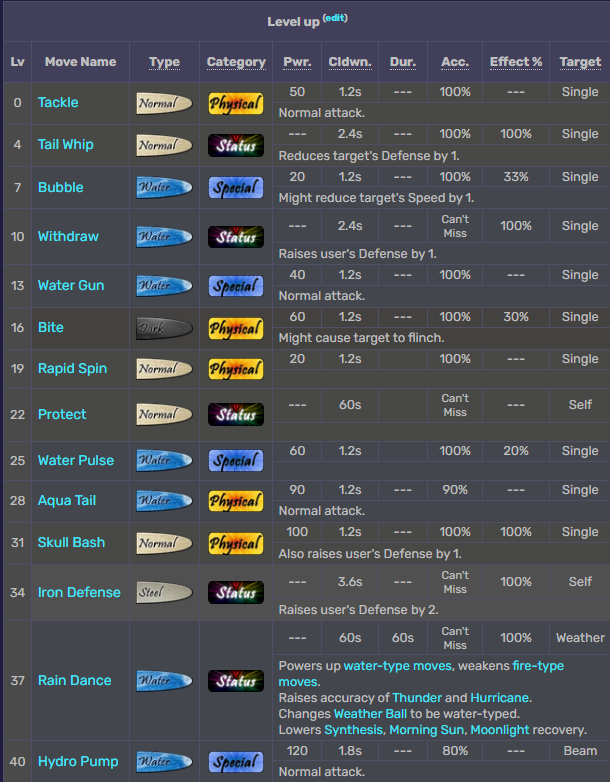 Level up (edit)
Lv Move Name Type Category Pwr. Cldwn. Dur. Acc. Effect % Target
0 Tackle Normal Physical 50 1.2s --- 100% --- Single
Normal attack.
4 Tail Whip Normal Status --- 2.4s --- 100% 100% Single
Reduces target's Defense by 1.
7 Bubble Water Special 20 1.2s --- 100% 33% Single
Might reduce target's Speed by 1.
10 Withdraw Water Status --- 2.4s --- Can't Miss 100% Single
Raises user's Defense by 1.
13 Water Gun Water Special 40 1.2s --- 100% --- Single
Normal attack.
16 Bite Dark Physical 60 1.2s --- 100% 30% Single
Might cause target to flinch.
19 Rapid Spin Normal Physical 20 1.2s 100% --- Single
22 Protect Normal Status --- 60s Can't Miss --- Self
25 Water Pulse Water Special 60 1.2s 100% 20% Single
28 Aqua Tail Water Physical 90 1.2s --- 90% --- Single
Normal attack.
31 Skull Bash Normal Physical 100 1.2s --- 100% 100% Single
Also raises user's Defense by 1.
34 Iron Defense Steel Status --- 3.6s --- Can't Miss 100% Self
Raises user's Defense by 2.
37 Rain Dance Water Status --- 60s 60s Can't Miss 100% Weather
Powers up water-type moves, weakens fire-type
moves.
Raises accuracy of Thunder and Hurricane.
Changes Weather Ball to be water-typed.
Lowers Synthesis, Morning Sun, Moonlight recovery.
40 Hydro Pump Water Special 120 1.8s --- 80% --- Beam
Normal attack.